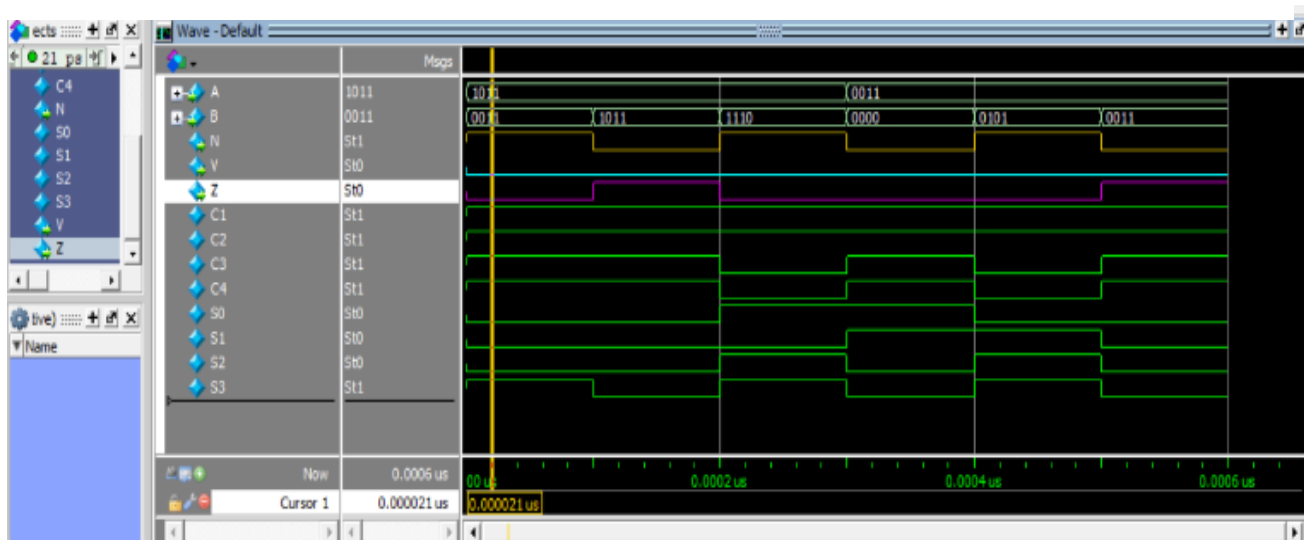 ects
Wave - Default
21 ps
Msgs
C4
N
S0
S1
S2
S3
V
Z
A 1011 1011 0011
B 0011 0011 1011 1110 0000 0101 0011
N St1
V St0
Z St0
C1 St1
C2 St1
C3 St1
C4 St1
S0 St0
S1 St0
S2 St0
S3 St1
tive)
Name
Now 0.0006 us 0.0002 us 0.0004 us 0.0006 us
Cursor 1 0.000021 us 0.000021 us